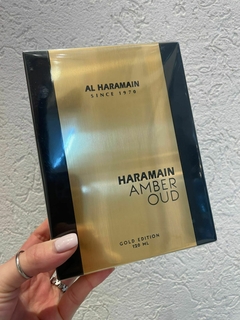 AL HARAMAIN
SINCE 1970
HARAMAIN
AMBER
OUD
GOLD EDITION
120 ML